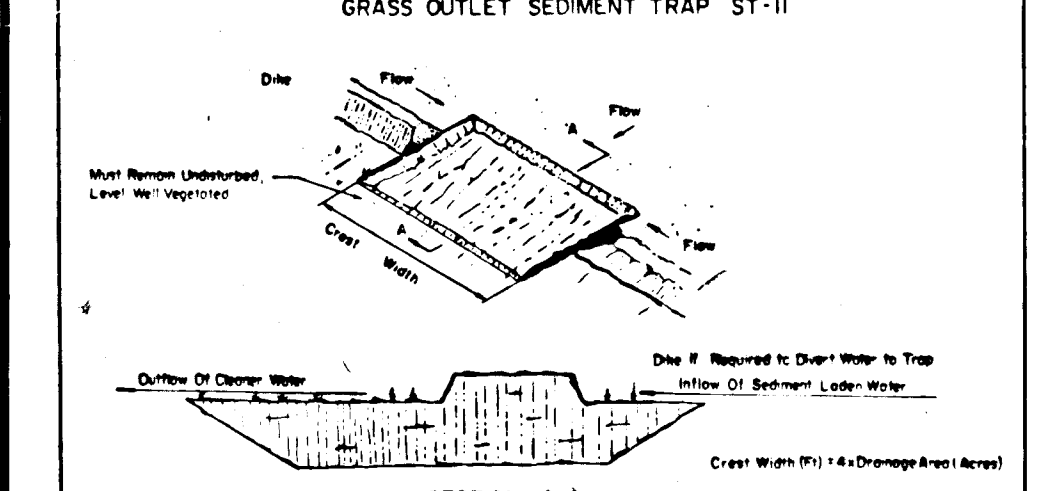 GRASS OUTLET SEDIMENT TRAP ST-II
Dike
Flow
Flow
A
Must Remain Undisturbed,
Level Well Vegetated
Crest Width
A
Flow
Dike If Required to Divert Water to Trap
Outflow Of Cleaner Water
Inflow Of Sediment Laden Water
Crest Width (Ft) = 4 x Drainage Area (Acres)